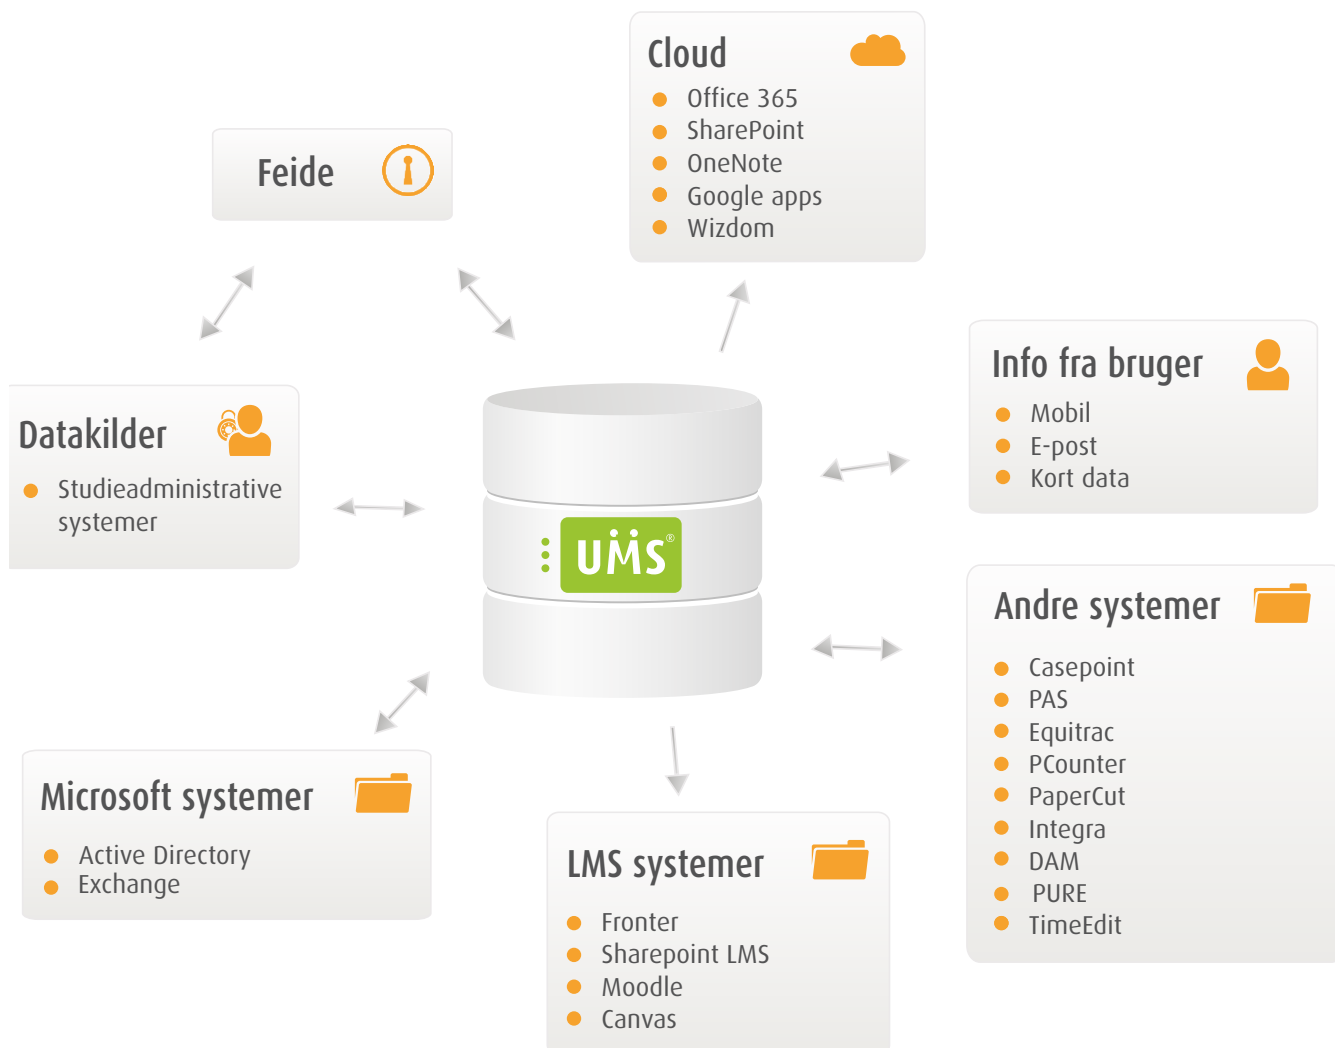 Cloud
Office 365
SharePoint
OneNote
Google apps
Wizdom
Feide
Info fra bruger
Mobil
E-post
Kort data
Datakilder
Studieadministrative
systemer
UMS®
Andre systemer
Casepoint
PAS
Equitrac
PCounter
PaperCut
Integra
DAM
PURE
TimeEdit
Microsoft systemer
Active Directory
Exchange
LMS systemer
Fronter
Sharepoint LMS
Moodle
Canvas